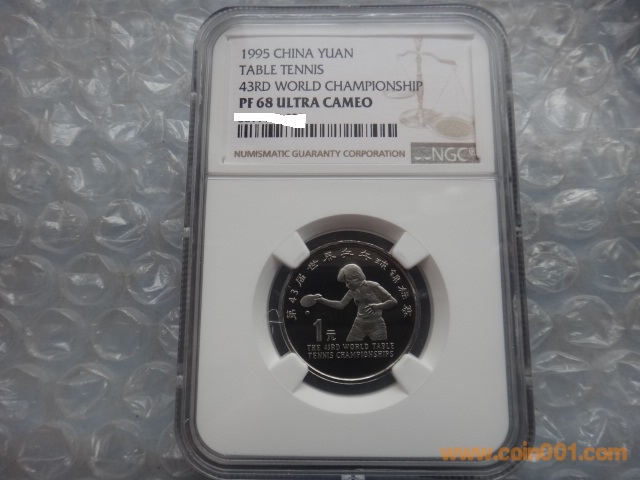 1995 CHINA YUAN
TABLE TENNIS
43RD WORLD CHAMPIONSHIP
PF 68 ULTRA CAMEO
NUMISMATIC GUARANTY CORPORATION
NGC®
第43届世界乒乓球锦标赛
1元
THE 43RD WORLD TABLE
TENNIS CHAMPIONSHIPS
www.coin001.com